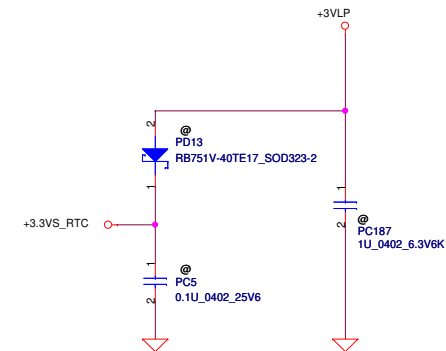 +3VLP
2
@
PD13
RB751V-40TE17_SOD323-2
1
1
+3.3VS_RTC
2
@
PC187
1U_0402_6.3V6K
1
@
PC5
2
0.1U_0402_25V6